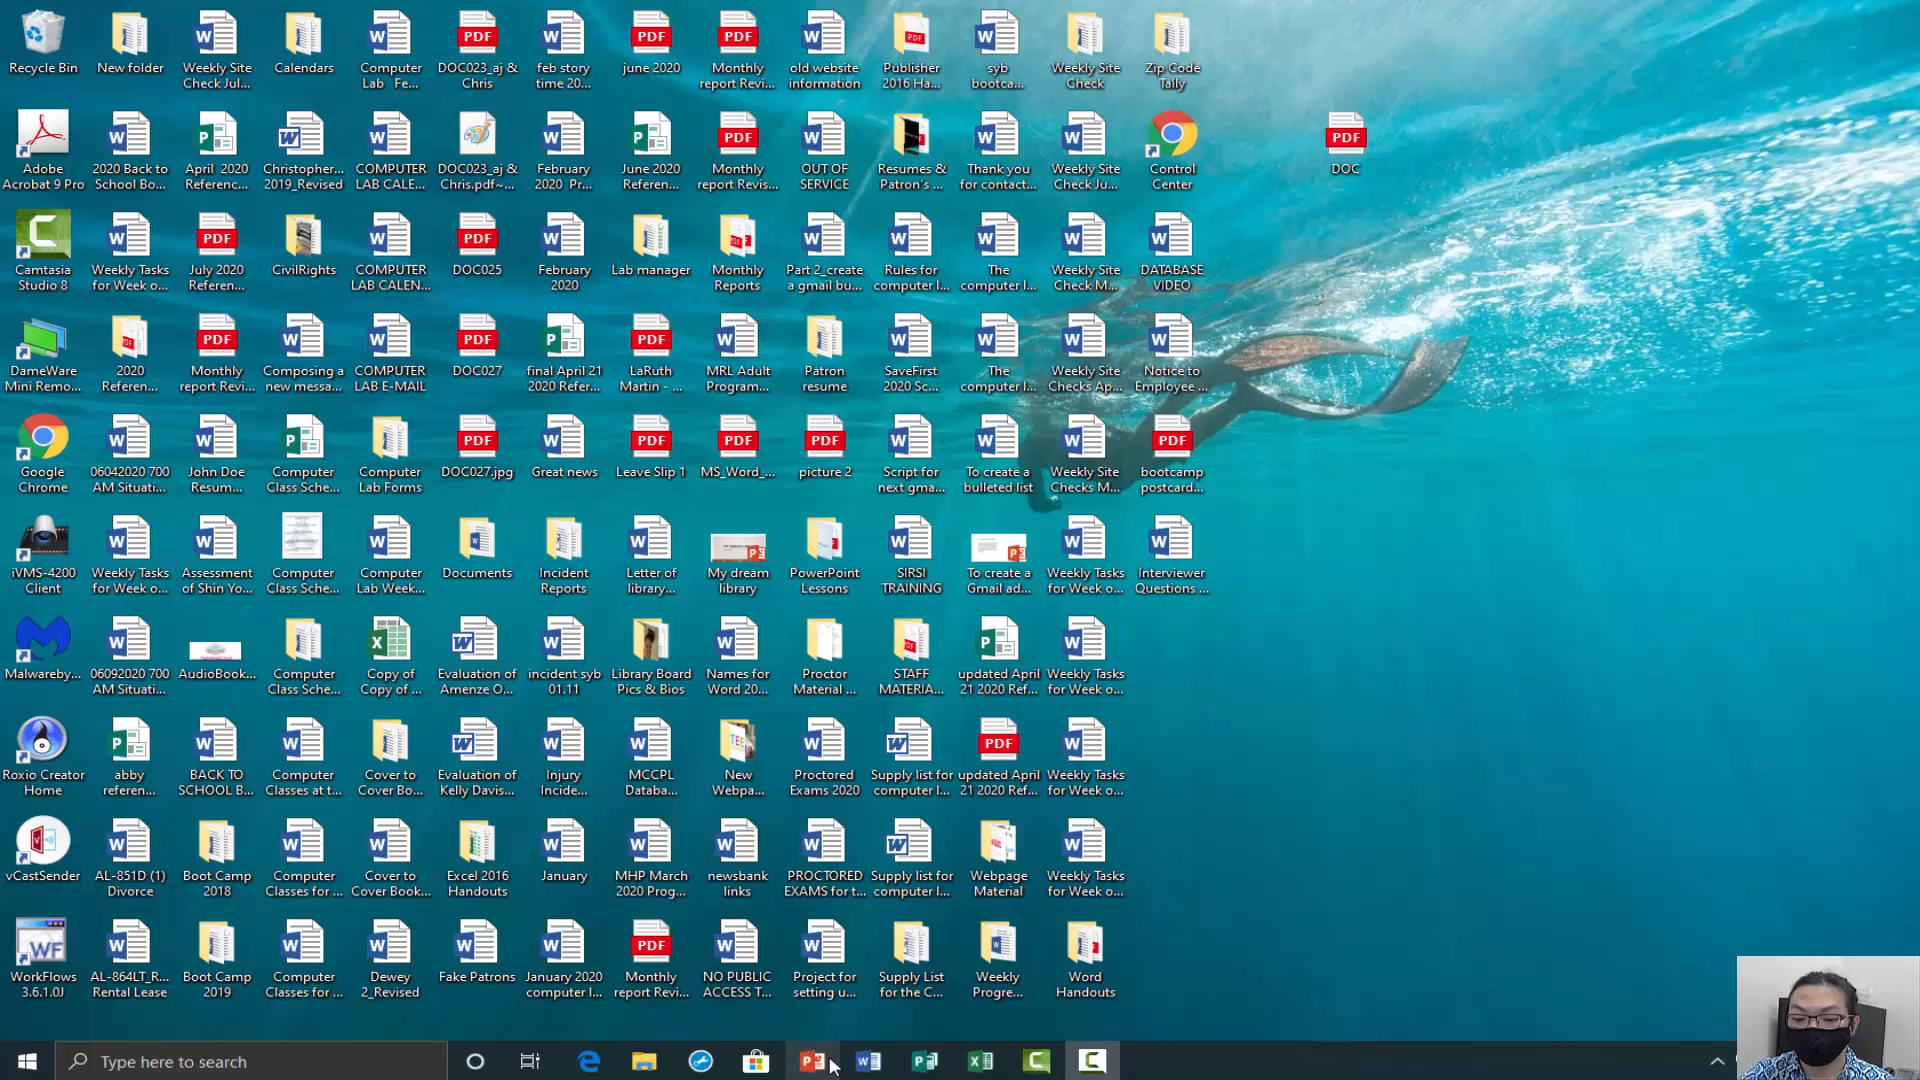 Recycle Bin
New folder
Weekly Site
Check Jul...
Calendars
Computer
Lab _ Fe...
DOC023_aj &
Chris
feb story
time 20...
june 2020
Monthly
report Revi...
old website
information
Publisher
2016 Ha...
syb
bootca...
Weekly Site
Check
Zip Code
Tally
Adobe
Acrobat 9 Pro
2020 Back to
School Bo...
April 2020
Referenc...
Christopher...
2019_Revised
COMPUTER
LAB CALE...
DOC023_aj &
Chris.pdf~...
February
2020 Pr...
June 2020
Referen...
Monthly
report Revis...
OUT OF
SERVICE
Resumes &
Patron's ...
Thank you
for contact...
Weekly Site
Check Ju...
Control
Center
DOC
Camtasia
Studio 8
Weekly Tasks
for Week o...
July 2020
Referen...
CivilRights
COMPUTER
LAB CALEN...
DOC025
February
2020
Lab manager
Monthly
Reports
Part 2_create
a gmail bu...
Rules for
computer l...
The
computer l...
Weekly Site
Check M...
DATABASE
VIDEO
DameWare
Mini Remo...
2020
Referen...
Monthly
report Revi...
Composing a
new messa...
COMPUTER
LAB E-MAIL
DOC027
final April 21
2020 Refer...
LaRuth
Martin - ...
MRL Adult
Program...
Patron
resume
SaveFirst
2020 Sc...
The
computer l...
Weekly Site
Checks Ap...
Notice to
Employee ...
Google
Chrome
06042020 700
AM Situati...
John Doe
Resum...
Computer
Class Sche...
Computer
Lab Forms
DOC027.jpg
Great news
Leave Slip 1
MS_Word_...
picture 2
Script for
next gma...
To create a
bulleted list
Weekly Site
Checks M...
bootcamp
postcard...
iVMS-4200
Client
Weekly Tasks
for Week o...
Assessment
of Shin Yo...
Computer
Class Sche...
Computer
Lab Week...
Documents
Incident
Reports
Letter of
library...
My dream
library
PowerPoint
Lessons
SIRSI
TRAINING
To create a
Gmail ad...
Weekly Tasks
for Week o...
Interviewer
Questions ...
Malwareby...
06092020 700
AM Situati...
AudioBook...
Computer
Class Sche...
Copy of
Copy of ...
Evaluation of
Amenze O...
incident syb
01.11
Library Board
Pics & Bios
Names for
Word 20...
Proctor
Material ...
STAFF
MATERIA...
updated April
21 2020 Ref...
Weekly Tasks
for Week o...
Roxio Creator
Home
abby
referen...
BACK TO
SCHOOL B...
Computer
Classes at t...
Cover to
Cover Bo...
Evaluation of
Kelly Davis...
Injury
Incide...
MCCPL
Databa...
New
Webpa...
Proctored
Exams 2020
Supply list for
computer l...
updated April
21 2020 Ref...
Weekly Tasks
for Week o...
vCastSender
AL-851D (1)
Divorce
Boot Camp
2018
Computer
Classes for ...
Cover to
Cover Book...
Excel 2016
Handouts
January
MHP March
2020 Prog...
newsbank
links
PROCTORED
EXAMS for t...
Supply list for
computer l...
Webpage
Material
Weekly Tasks
for Week o...
WorkFlows
3.6.1.0J
AL-864LT_R...
Rental Lease
Boot Camp
2019
Computer
Classes for ...
Dewey
2_Revised
Fake Patrons
January 2020
computer l...
Monthly
report Revi...
NO PUBLIC
ACCESS T...
Project for
setting u...
Supply List
for the C...
Weekly
Progre...
Word
Handouts
Type here to search